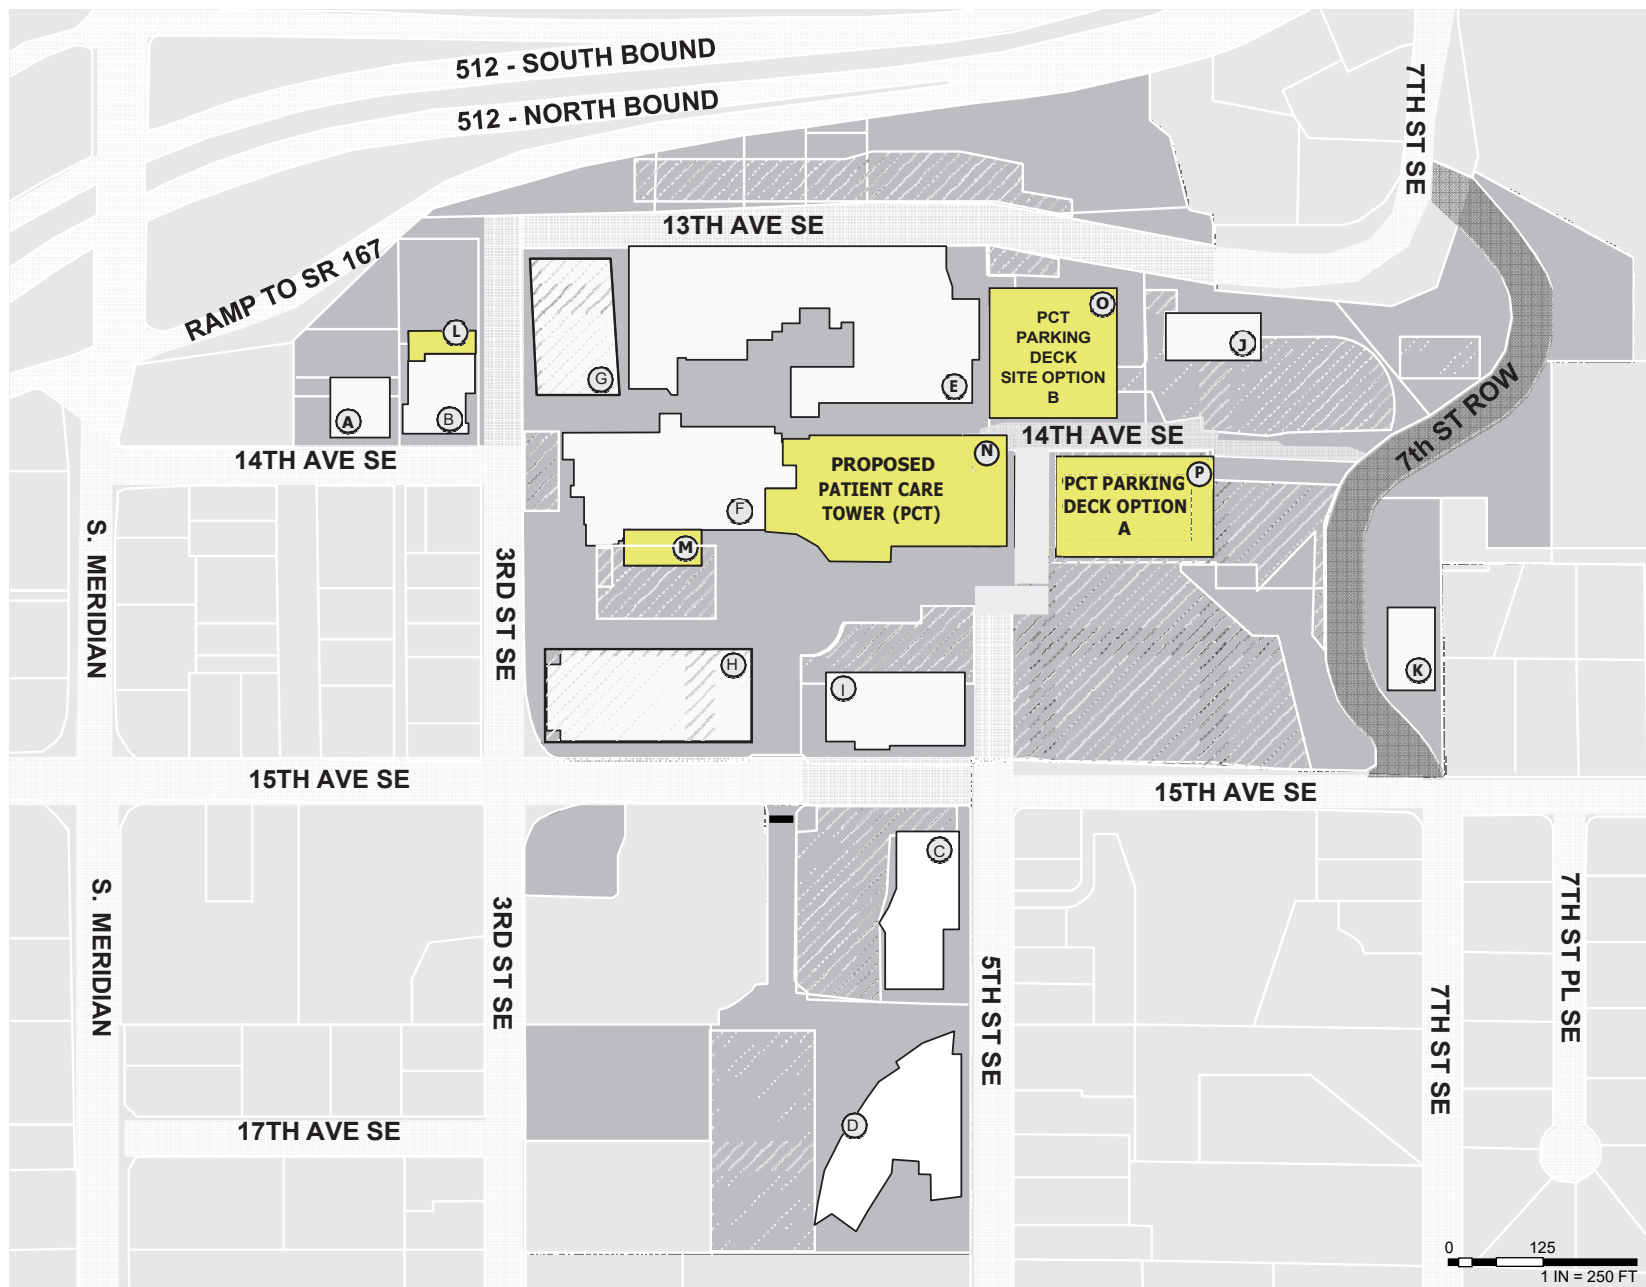 512 - SOUTH BOUND
512 - NORTH BOUND
7TH ST SE
13TH AVE SE
RAMP TO SR 167
L
A
B
G
E
O
PCT
PARKING
DECK
SITE OPTION
B
J
7th ST ROW
14TH AVE SE
14TH AVE SE
N
PROPOSED
PATIENT CARE
TOWER (PCT)
F
M
P
PCT PARKING
DECK OPTION
A
S. MERIDIAN
3RD ST SE
H
I
K
15TH AVE SE
15TH AVE SE
C
S. MERIDIAN
3RD ST SE
5TH ST SE
7TH ST SE
7TH ST PL SE
D
17TH AVE SE
0 125
1 IN = 250 FT